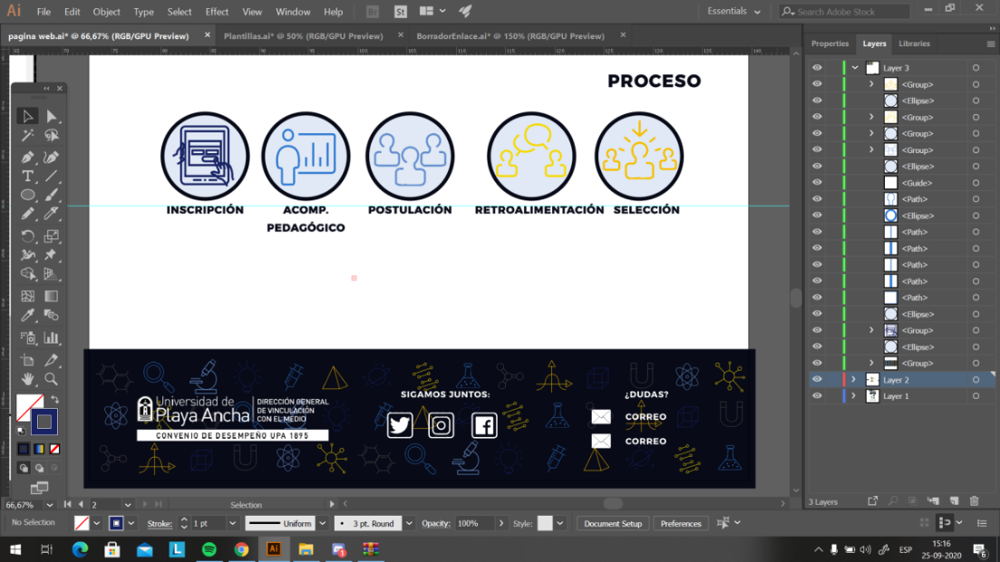 Ai File Edit Object Type Select Effect View Window Help Br St Essentials Search Adobe Stock
pagina web.ai* @ 66,67% (RGB/GPU Preview) × Plantillas.ai* @ 50% (RGB/GPU Preview) × BorradorEnlace.ai* @ 150% (RGB/GPU Preview) ×
Properties Layers Libraries
PROCESO
INSCRIPCIÓN
ACOMP.
PEDAGÓGICO
POSTULACIÓN
RETROALIMENTACIÓN
SELECCIÓN
Layer 3
<Group>
<Ellipse>
<Group>
<Group>
<Group>
<Ellipse>
<Guide>
<Path>
<Ellipse>
<Path>
<Path>
<Path>
<Path>
<Path>
<Ellipse>
<Group>
<Ellipse>
<Group>
Layer 2
Layer 1
Universidad de
Playa Ancha
DIRECCIÓN GENERAL
DE VINCULACIÓN
CON EL MEDIO
CONVENIO DE DESEMPEÑO UPA 1895
SIGAMOS JUNTOS:
¿DUDAS?
CORREO
CORREO
66,67% 2 Selection
3 Layers
No Selection Stroke: 1 pt Uniform 3 pt. Round Opacity: 100% Style: Document Setup Preferences
L Ai ESP
15:16
25-09-2020
6